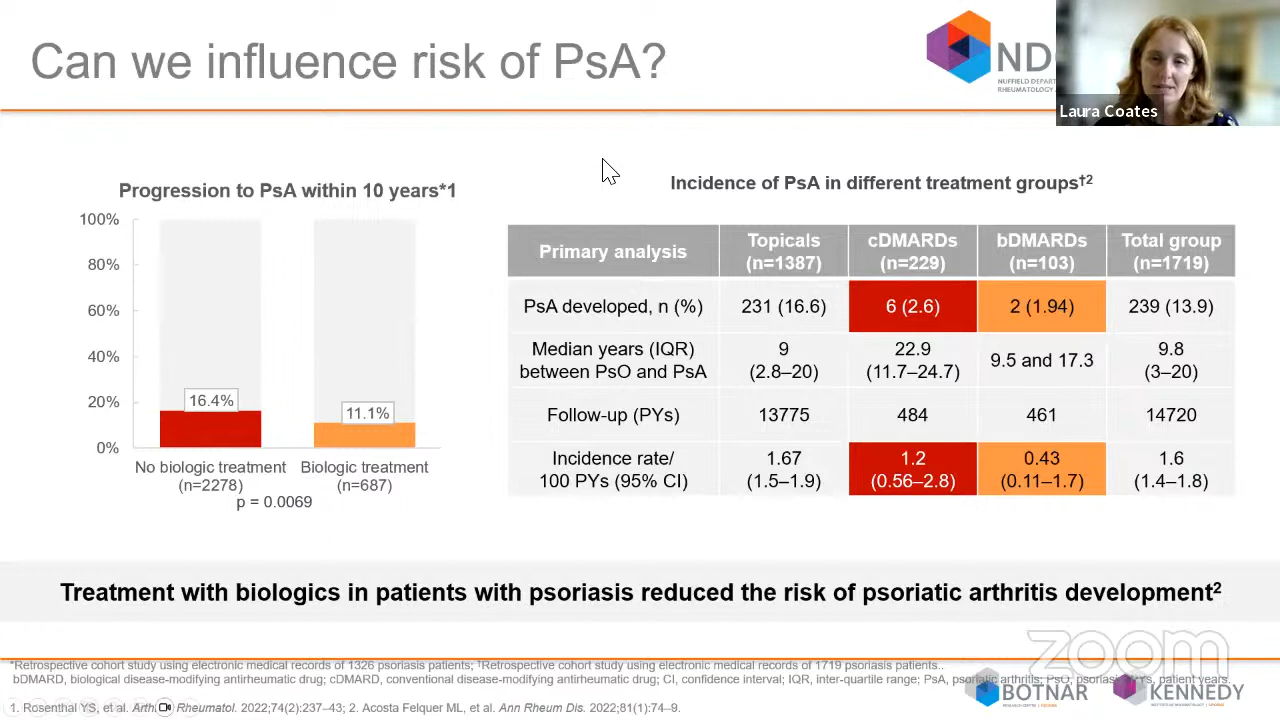 Can we influence risk of PsA?
ND
NUFFIELD DEPART
RHEUMATOLOGY
Laura Coates
Progression to PsA within 10 years*1
100%
80%
60%
40%
20%
0%
16.4%
11.1%
No biologic treatment
(n=2278)
Biologic treatment
(n=687)
p = 0.0069
Incidence of PsA in different treatment groups†2
Primary analysis
Topicals
(n=1387)
cDMARDs
(n=229)
bDMARDs
(n=103)
Total group
(n=1719)
PsA developed, n (%)
231 (16.6)
6 (2.6)
2 (1.94)
239 (13.9)
Median years (IQR)
between PsO and PsA
9
(2.8–20)
22.9
(11.7–24.7)
9.5 and 17.3
9.8
(3–20)
Follow-up (PYs)
13775
484
461
14720
Incidence rate/
100 PYs (95% CI)
1.67
(1.5–1.9)
1.2
(0.56–2.8)
0.43
(0.11–1.7)
1.6
(1.4–1.8)
Treatment with biologics in patients with psoriasis reduced the risk of psoriatic arthritis development2
zoom
*Retrospective cohort study using electronic medical records of 1326 psoriasis patients; †Retrospective cohort study using electronic medical records of 1719 psoriasis patients..
bDMARD, biological disease-modifying antirheumatic drug; cDMARD, conventional disease-modifying antirheumatic drug; CI, confidence interval; IQR, inter-quartile range; PsA, psoriatic arthritis; PsO, psoriasis; PYs, patient years.
1. Rosenthal YS, et al. Arth Rheumatol. 2022;74(2):237–43; 2. Acosta Felquer ML, et al. Ann Rheum Dis. 2022;81(1):74–9.
BOTNAR
KENNEDY